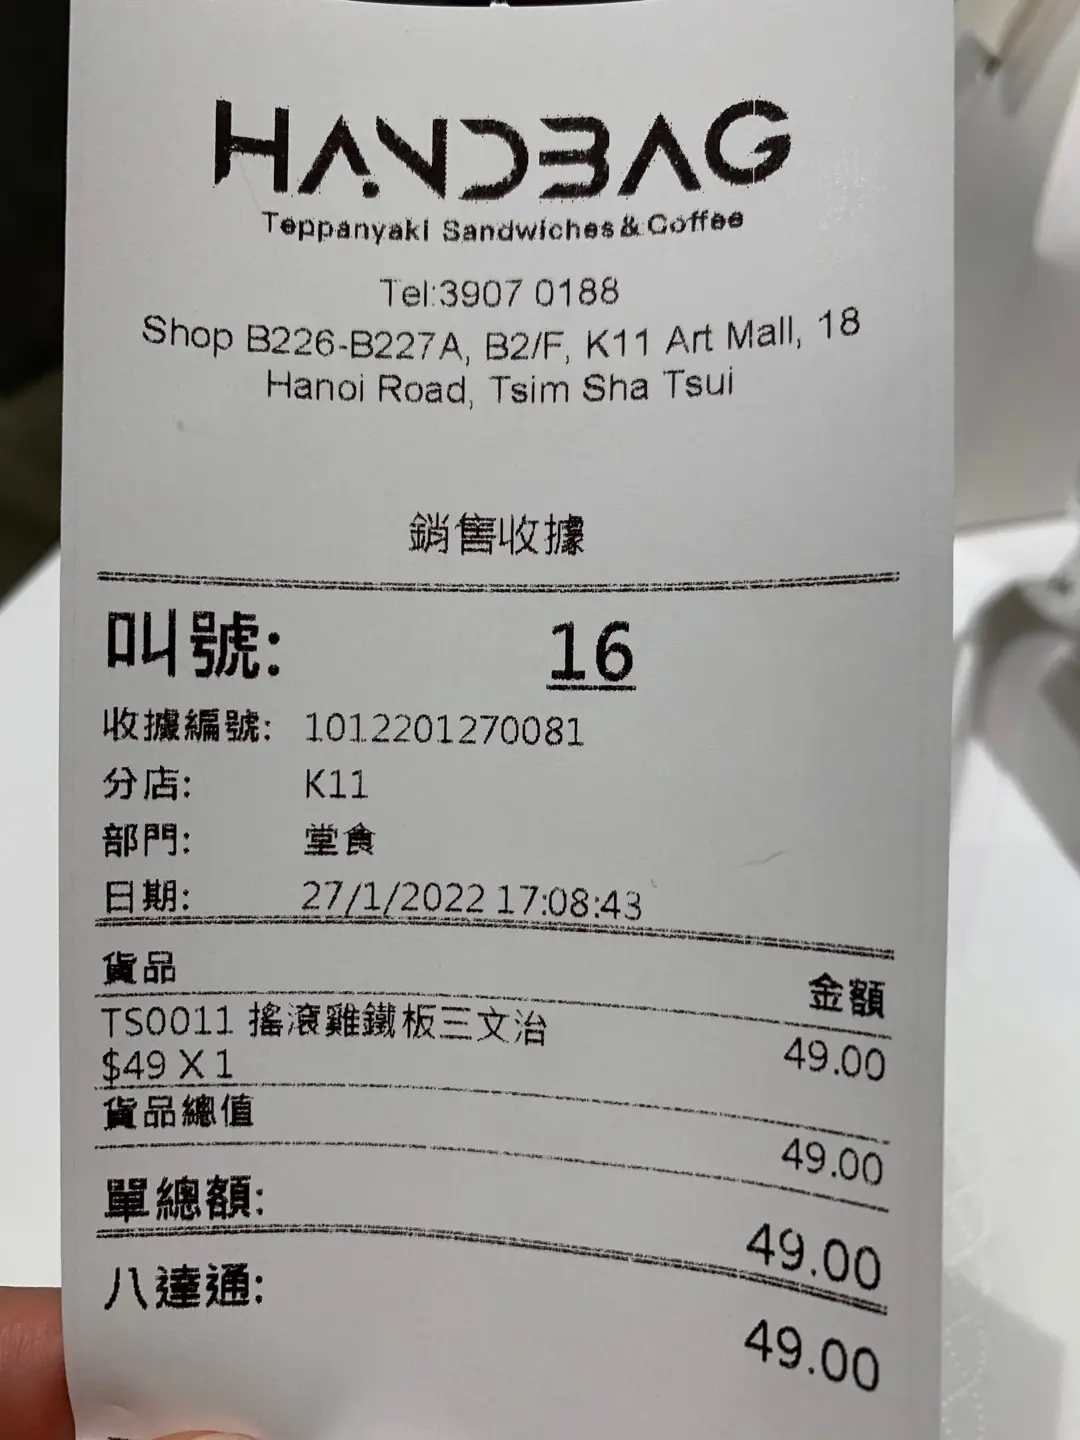 HANDBAG
Teppanyaki Sandwiches & Coffee
Tel:3907 0188
Shop B226-B227A, B2/F, K11 Art Mall, 18
Hanoi Road, Tsim Sha Tsui
銷售收據
叫號: 16
收據編號: 1012201270081
分店: K11
部門: 堂食
日期: 27/1/2022 17:08:43
貨品 金額
TS0011 搖滾雞鐵板三文治 49.00
$49 X 1
貨品總值 49.00
單總額: 49.00
八達通: 49.00